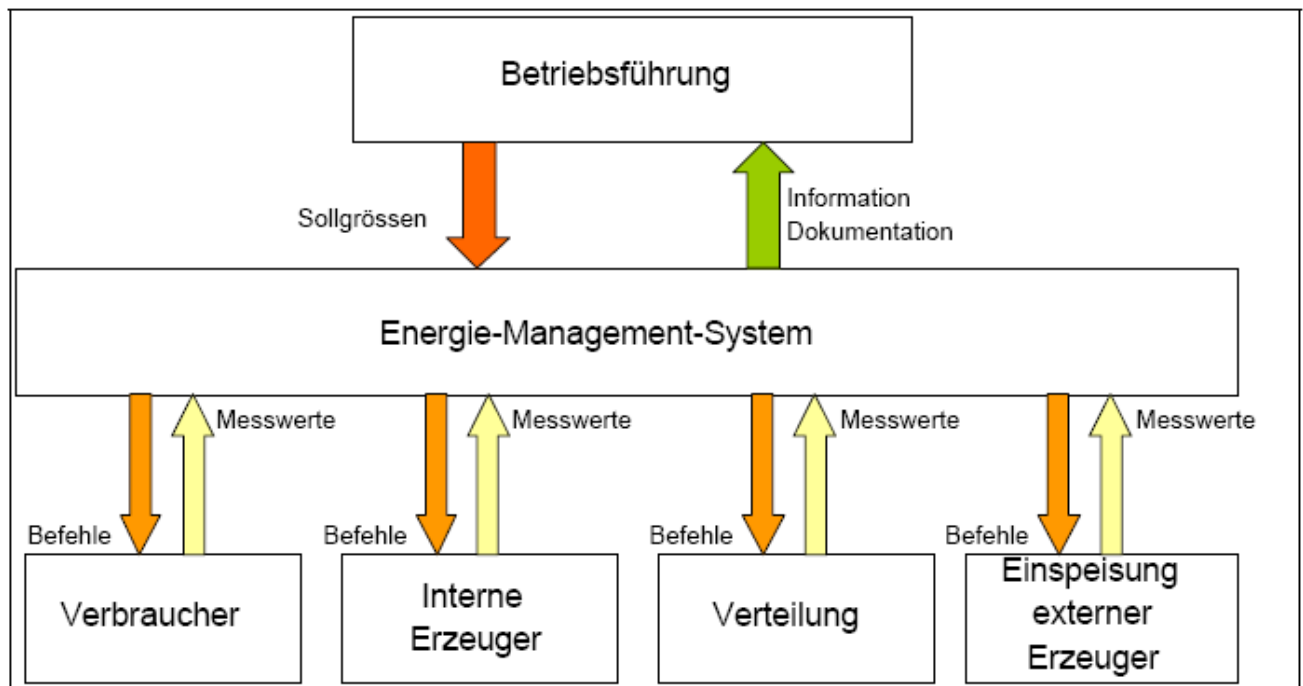 Betriebsführung
Sollgrössen
Information
Dokumentation
Energie-Management-System
Messwerte
Messwerte
Messwerte
Messwerte
Befehle
Befehle
Befehle
Befehle
Verbraucher
Interne
Erzeuger
Verteilung
Einspeisung
externer
Erzeuger